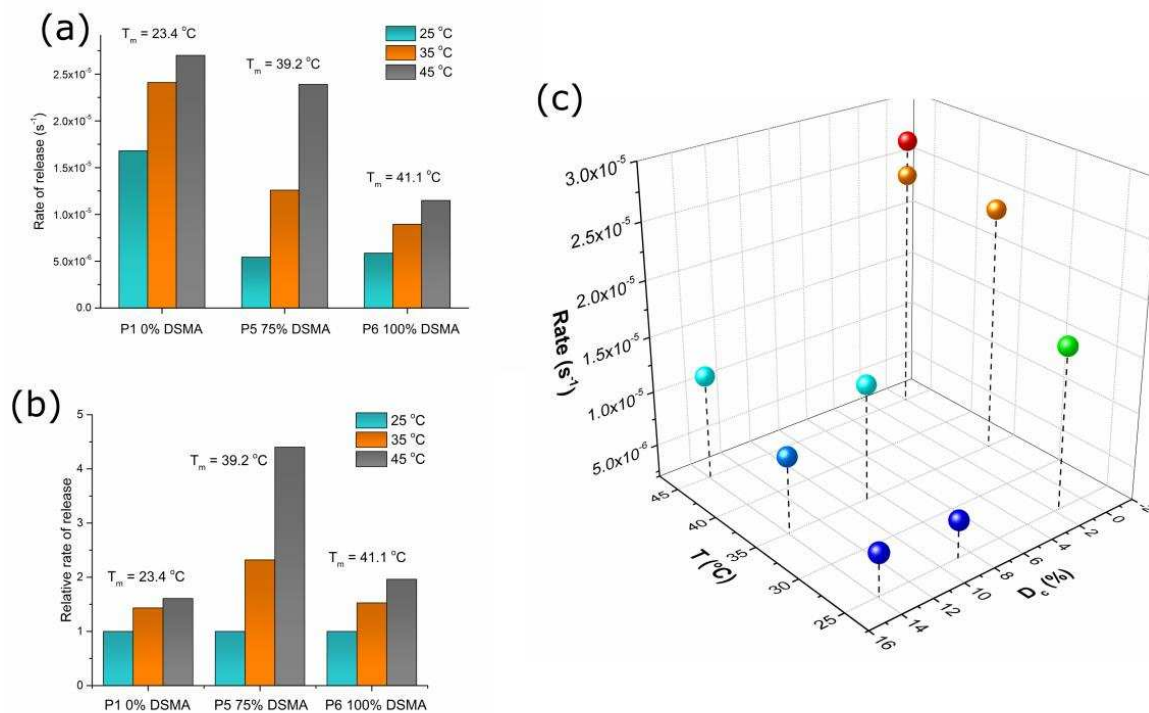 (a)
T_m = 23.4 °C
T_m = 39.2 °C
T_m = 41.1 °C
25 °C
35 °C
45 °C
Rate of release (s⁻¹)
2.5x10⁻⁵
2.0x10⁻⁵
1.5x10⁻⁵
1.0x10⁻⁵
5.0x10⁻⁶
0.0
P1 0% DSMA
P5 75% DSMA
P6 100% DSMA
(b)
T_m = 23.4 °C
T_m = 39.2 °C
T_m = 41.1 °C
25 °C
35 °C
45 °C
Relative rate of release
5
4
3
2
1
0
P1 0% DSMA
P5 75% DSMA
P6 100% DSMA
(c)
Rate (s⁻¹)
3.0x10⁻⁵
2.5x10⁻⁵
2.0x10⁻⁵
1.5x10⁻⁵
1.0x10⁻⁵
5.0x10⁻⁶
T (°C)
45
40
35
30
25
D_c (%)
16
14
12
10
8
6
4
2
0